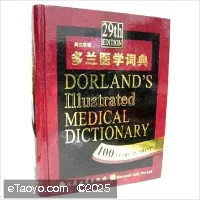 29th
EDITION
英文原版
多兰医学词典
DORLAND'S
Illustrated
MEDICAL
DICTIONARY
100
eTaoyo.com ©2025